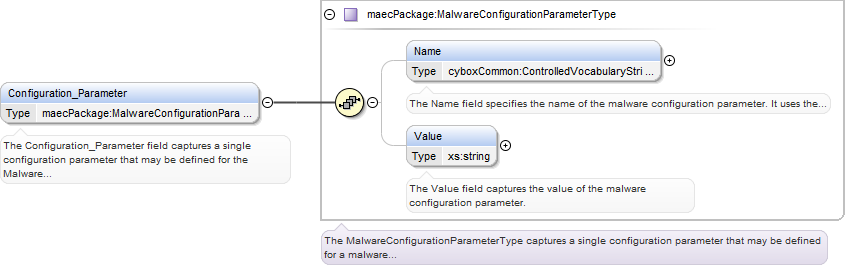 maecPackage:MalwareConfigurationParameterType
Name
Type cyboxCommon:ControlledVocabularyStri ...
The Name field specifies the name of the malware configuration parameter. It uses the...
Configuration_Parameter
Type maecPackage:MalwareConfigurationPara ...
The Configuration_Parameter field captures a single
configuration parameter that may be defined for the
Malware...
Value
Type xs:string
The Value field captures the value of the malware
configuration parameter.
The MalwareConfigurationParameterType captures a single configuration parameter that may be defined
for a malware...